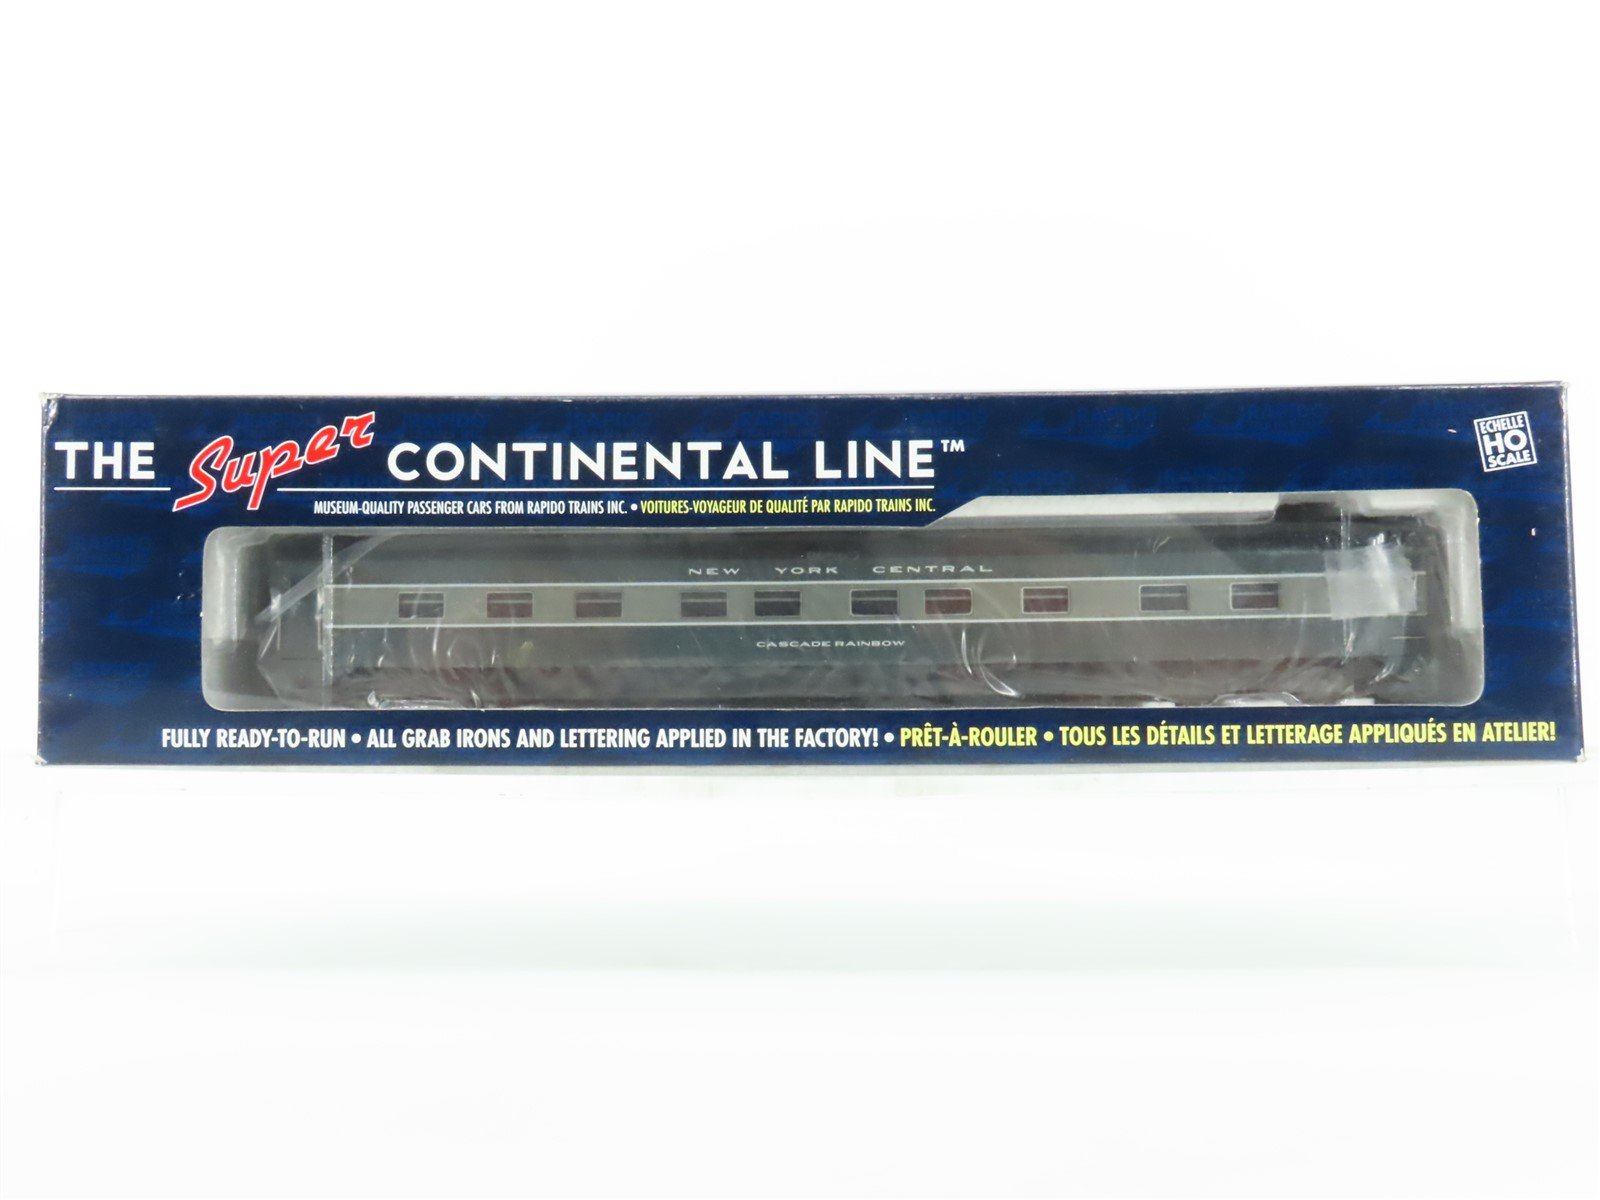 THE Super CONTINENTAL LINE™
ECHELLE
HO
SCALE
MUSEUM-QUALITY PASSENGER CARS FROM RAPIDO TRAINS INC. • VOITURES-VOYAGEUR DE QUALITÉ PAR RAPIDO TRAINS INC.
NEW YORK CENTRAL
CASCADE RAINBOW
FULLY READY-TO-RUN • ALL GRAB IRONS AND LETTERING APPLIED IN THE FACTORY! • PRÊT-À-ROULER • TOUS LES DÉTAILS ET LETTERAGE APPLIQUÉS EN ATELIER!